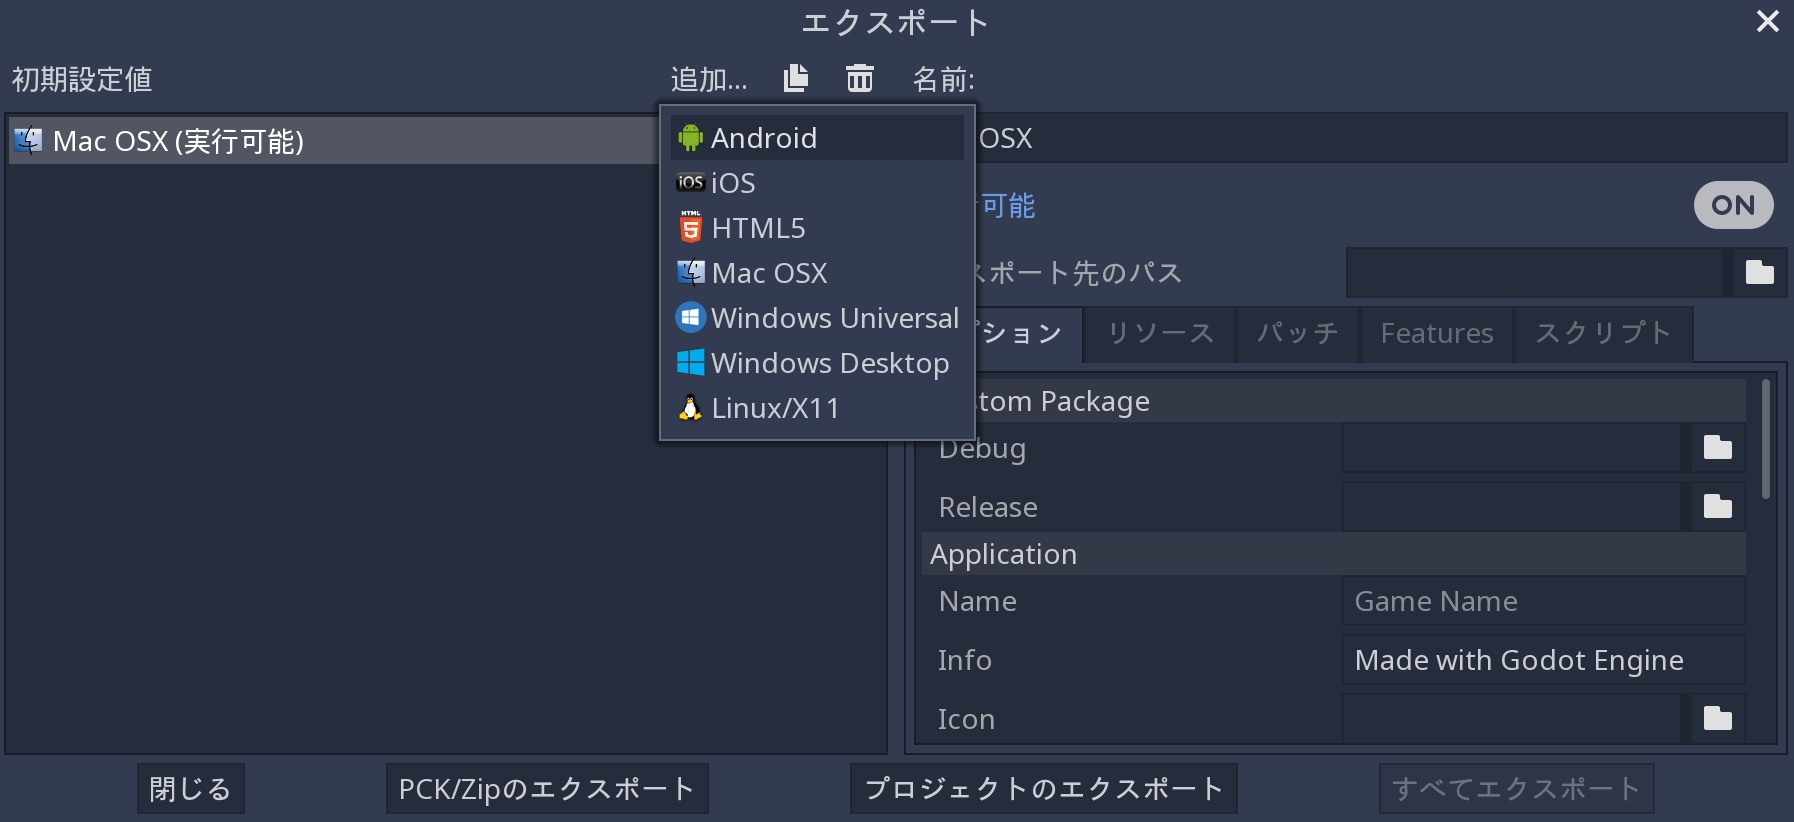 エクスポート
初期設定値
追加...
名前:
Mac OSX (実行可能)
Android
iOS
HTML5
Mac OSX
Windows Universal
Windows Desktop
Linux/X11
OSX
可能
ON
スポート先のパス
ション
リソース
パッチ
Features
スクリプト
tom Package
Debug
Release
Application
Name
Game Name
Info
Made with Godot Engine
Icon
閉じる
PCK/Zipのエクスポート
プロジェクトのエクスポート
すべてエクスポート